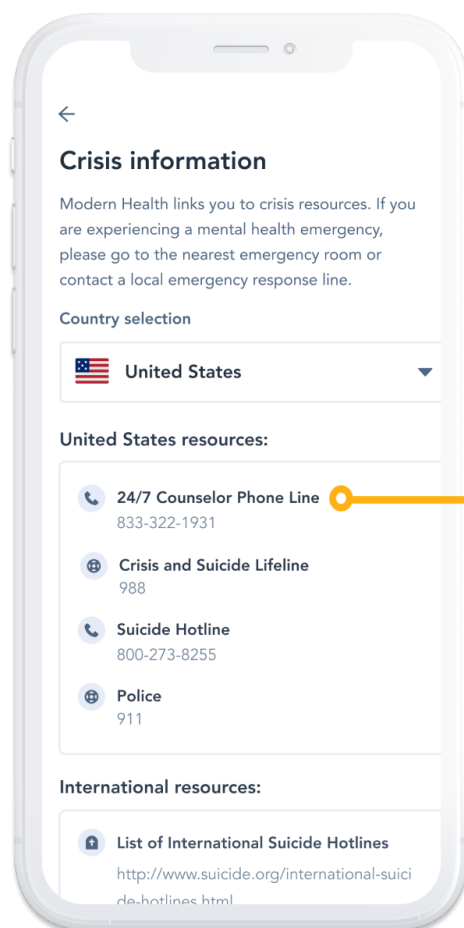 Crisis information
Modern Health links you to crisis resources. If you
are experiencing a mental health emergency,
please go to the nearest emergency room or
contact a local emergency response line.
Country selection
United States
United States resources:
24/7 Counselor Phone Line
833-322-1931
Crisis and Suicide Lifeline
988
Suicide Hotline
800-273-8255
Police
911
International resources:
List of International Suicide Hotlines
http://www.suicide.org/international-suici
de-hotlines.html